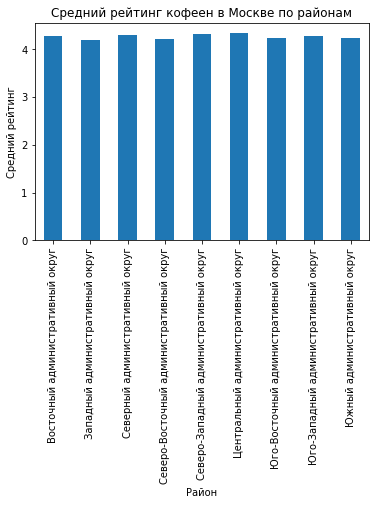 Средний рейтинг кофеен в Москве по районам
Средний рейтинг
4
3
2
1
0
Восточный административный округ
Западный административный округ
Северный административный округ
Северо-Восточный административный округ
Северо-Западный административный округ
Центральный административный округ
Юго-Восточный административный округ
Юго-Западный административный округ
Южный административный округ
Район